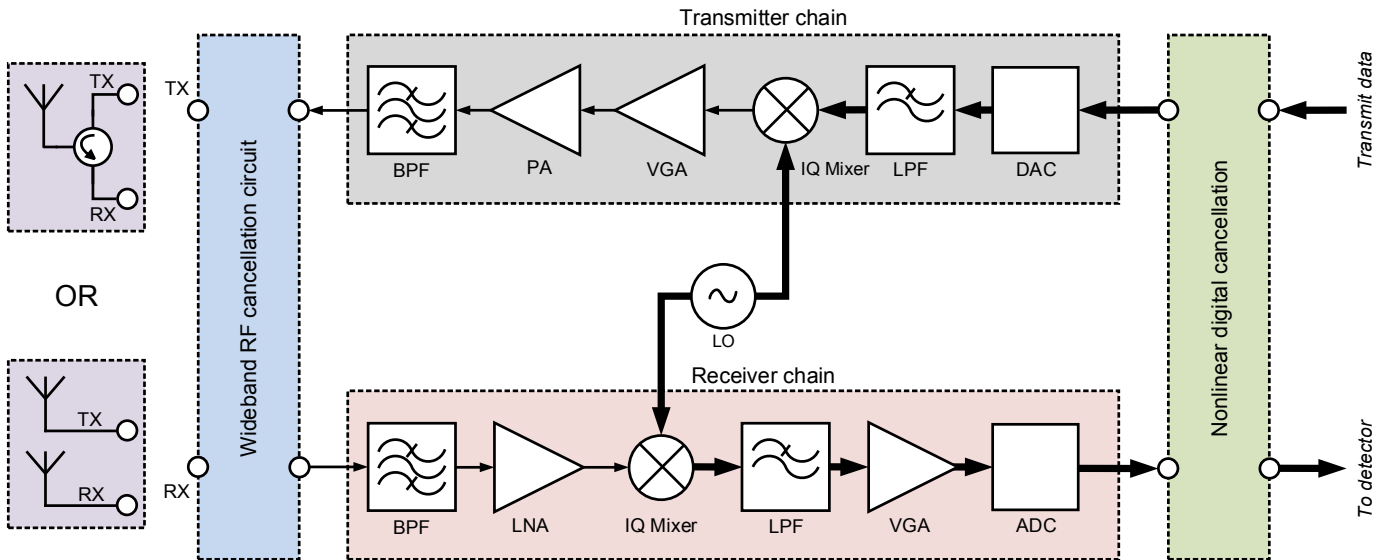 Transmitter chain
TX
RX
OR
TX
RX
TX
RX
Wideband RF cancellation circuit
BPF
PA
VGA
IQ Mixer
LPF
DAC
LO
Receiver chain
BPF
LNA
IQ Mixer
LPF
VGA
ADC
Nonlinear digital cancellation
Transmit data
To detector